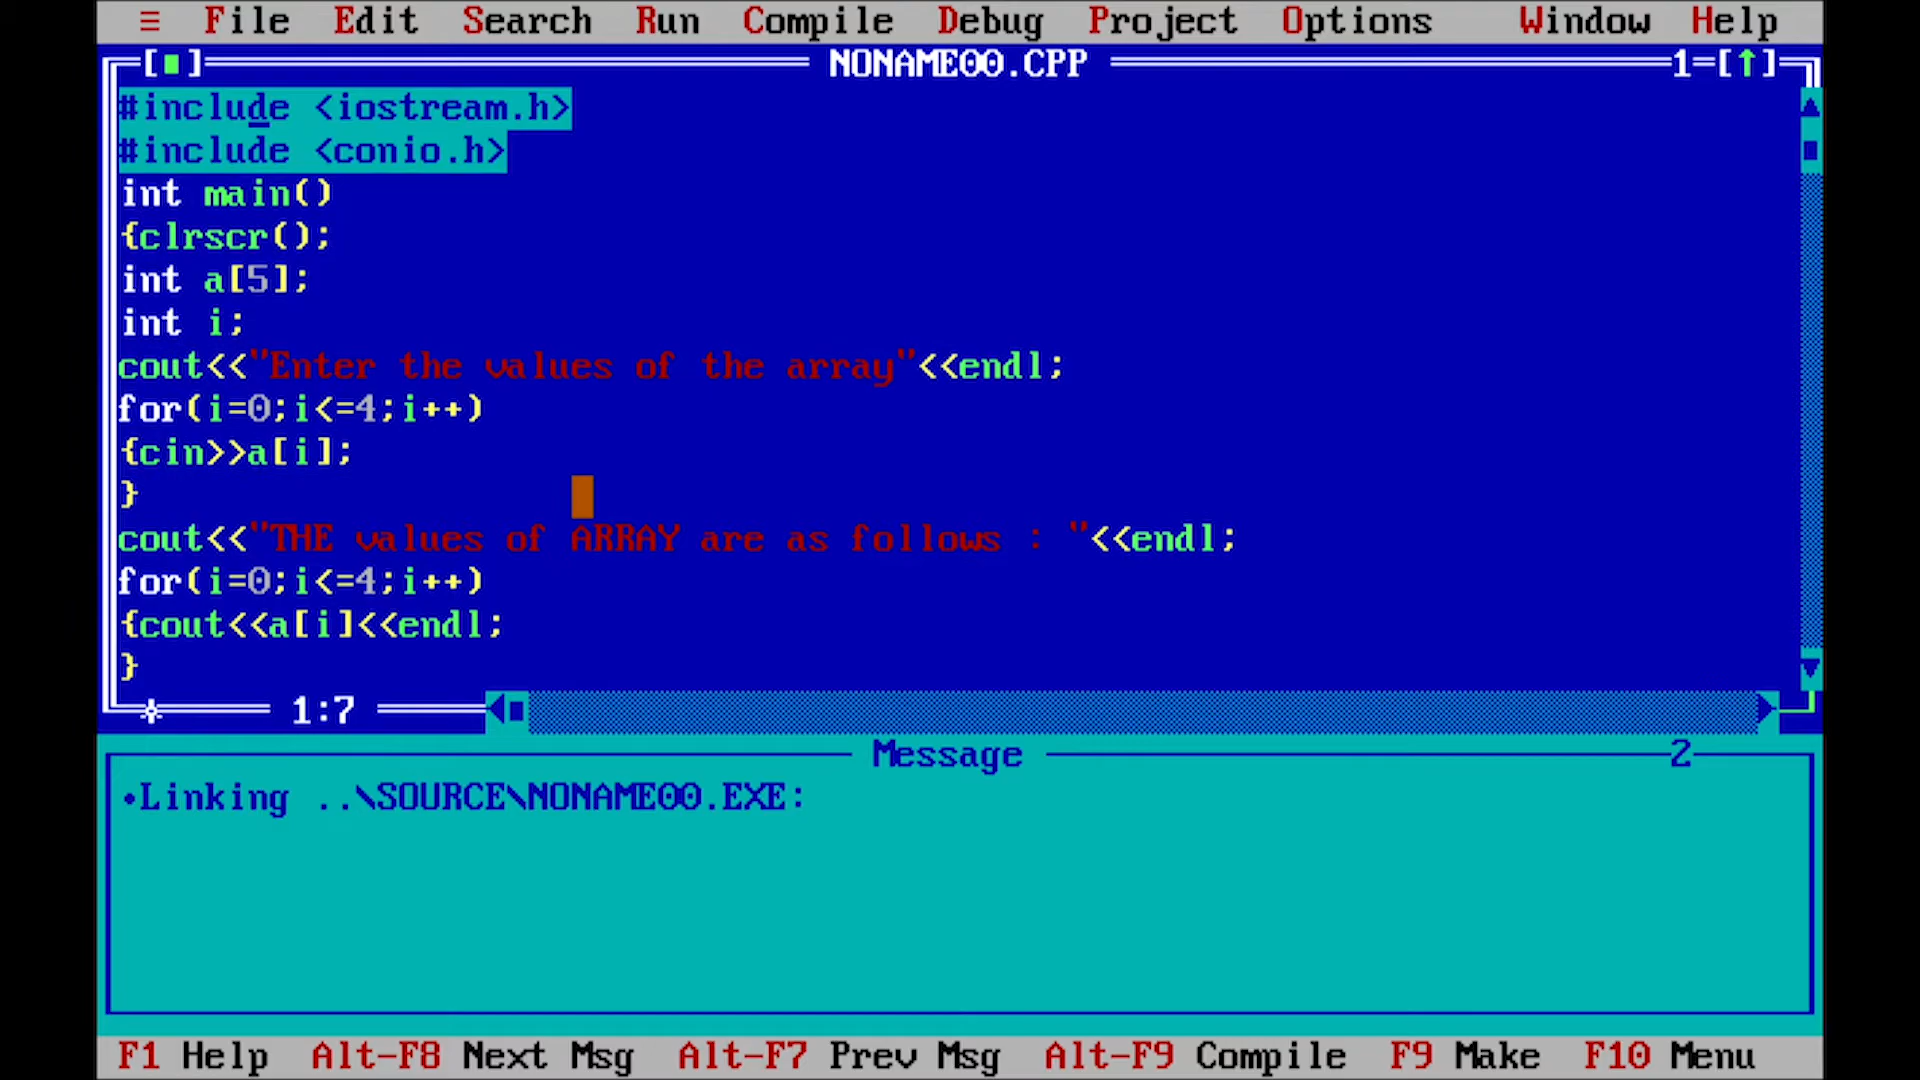 ≡ File Edit Search Run Compile Debug Project Options Window Help
[■] NONAME00.CPP 1=[↑]
#include <iostream.h>
#include <conio.h>
int main()
{clrscr();
int a[5];
int i;
cout<<"Enter the values of the array"<<endl;
for(i=0;i<=4;i++)
{cin>>a[i];
}
cout<<"THE values of ARRAY are as follows : "<<endl;
for(i=0;i<=4;i++)
{cout<<a[i]<<endl;
}
1:7
Message 2
•Linking ..\SOURCE\NONAME00.EXE:
F1 Help Alt-F8 Next Msg Alt-F7 Prev Msg Alt-F9 Compile F9 Make F10 Menu